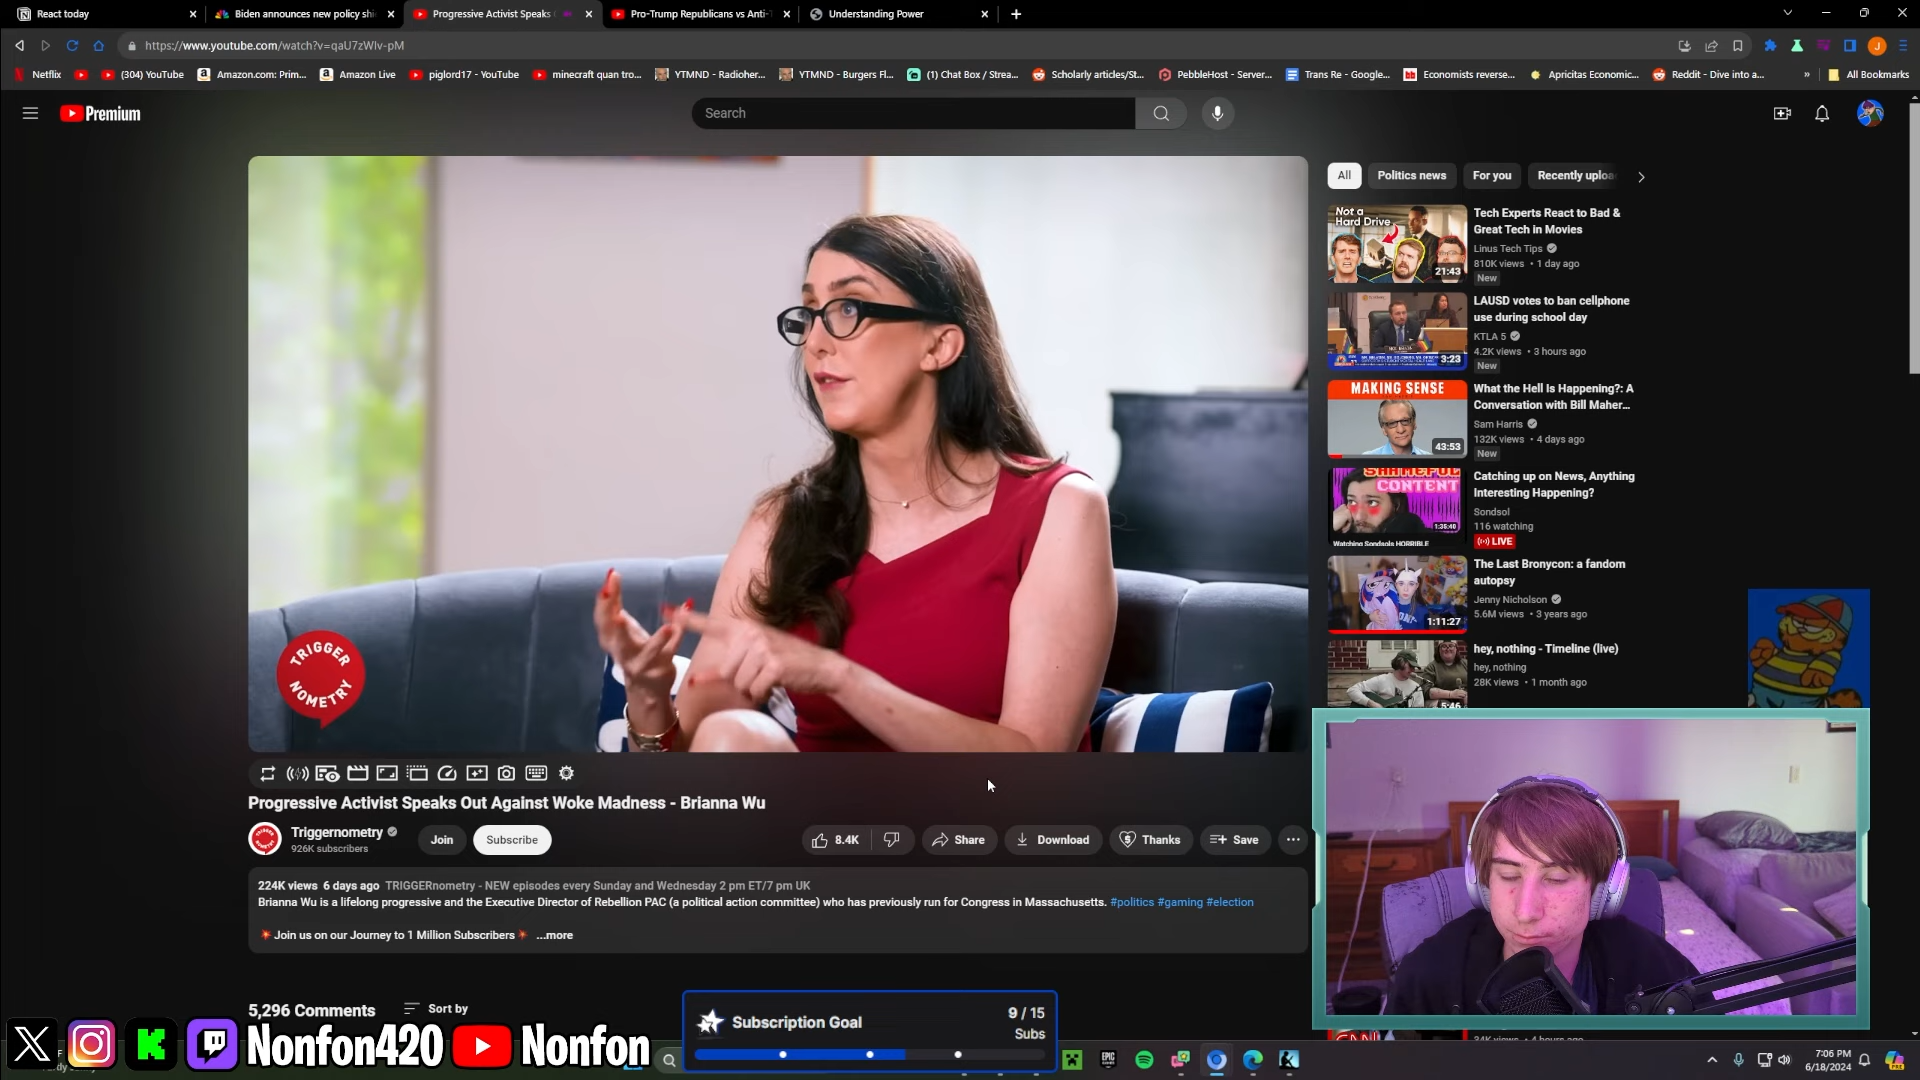 React today
Biden announces new policy shi
Progressive Activist Speaks
Pro-Trump Republicans vs Anti-T
Understanding Power
https://www.youtube.com/watch?v=qaU7zWlv-pM
Netflix
(304) YouTube
Amazon.com: Prim...
Amazon Live
piglord17 - YouTube
minecraft quan tro...
YTMND - Radioher...
YTMND - Burgers Fl...
(1) Chat Box / Strea...
Scholarly articles/St...
PebbleHost - Server...
Trans Re - Google...
Economists reverse...
Apricitas Economic...
Reddit - Dive into a...
» All Bookmarks
Premium
Search
All
Politics news
For you
Recently uploa
Not a
Hard Drive
21:43
Tech Experts React to Bad &
Great Tech in Movies
Linus Tech Tips
810K views • 1 day ago
New
3:23
LAUSD votes to ban cellphone
use during school day
KTLA 5
4.2K views • 3 hours ago
New
MAKING SENSE
43:53
What the Hell is Happening?: A
Conversation with Bill Maher...
Sam Harris
132K views • 4 days ago
New
SHAMEFUL
CONTENT
1:35:40
Watching Sondsols HORRIBLE
Catching up on News, Anything
Interesting Happening?
Sondsol
116 watching
LIVE
1:11:27
The Last Bronycon: a fandom
autopsy
Jenny Nicholson
5.6M views • 3 years ago
5:46
hey, nothing - Timeline (live)
hey, nothing
28K views • 1 month ago
TRIGGER
NOMETRY
Progressive Activist Speaks Out Against Woke Madness - Brianna Wu
Triggernometry
926K subscribers
Join
Subscribe
8.4K
Share
Download
Thanks
Save
224K views 6 days ago TRIGGERnometry - NEW episodes every Sunday and Wednesday 2 pm ET/7 pm UK
Brianna Wu is a lifelong progressive and the Executive Director of Rebellion PAC (a political action committee) who has previously run for Congress in Massachusetts. #politics #gaming #election
Join us on our Journey to 1 Million Subscribers ...more
5,296 Comments
Sort by
Subscription Goal
9 / 15
Subs
Nonfon420
Nonfon
EPIC
7:06 PM
6/18/2024